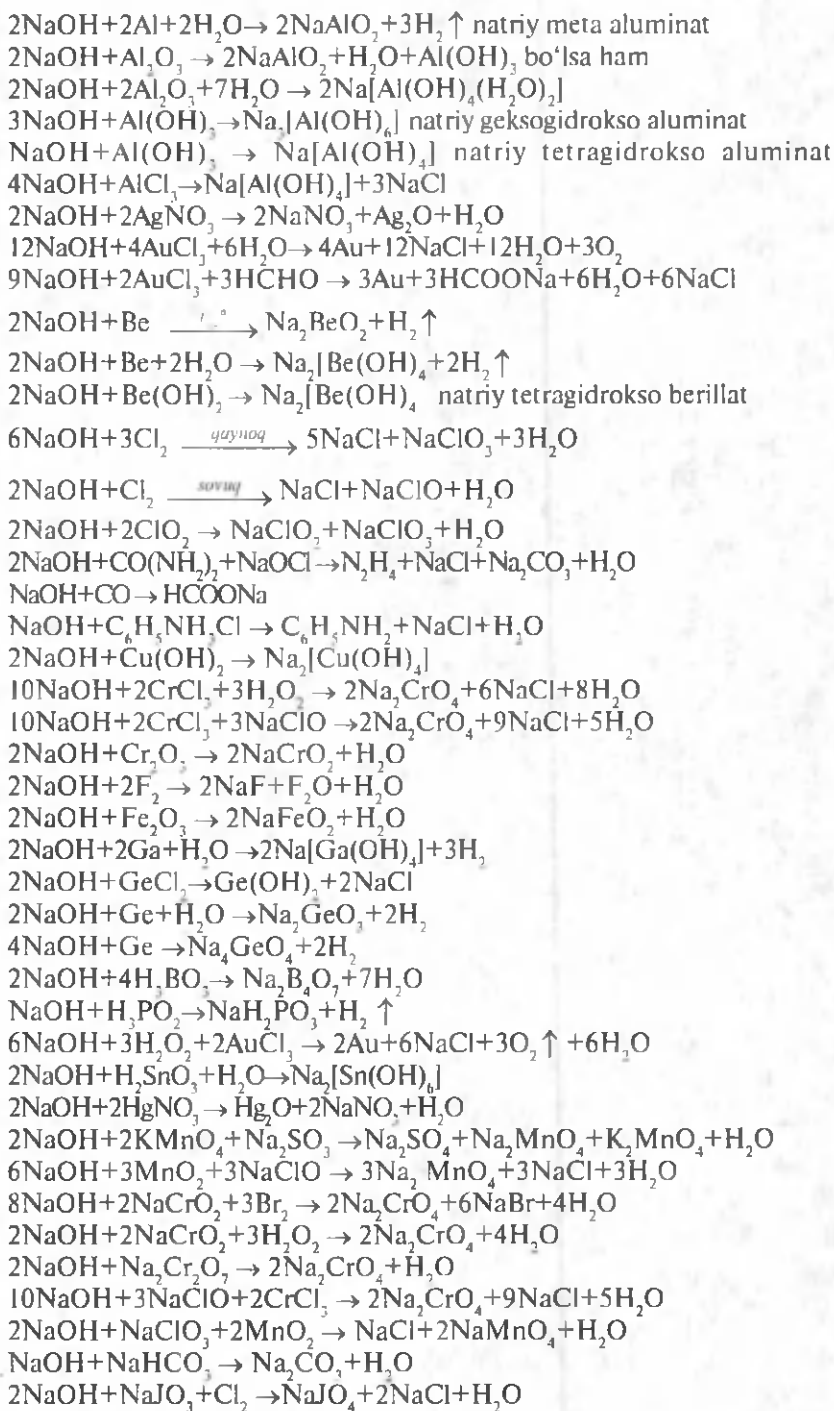 2NaOH+2Al+2H₂O→ 2NaAlO₂+3H₂↑ natriy meta aluminat
2NaOH+Al₂O₃ → 2NaAlO₂+H₂O+Al(OH)₃ bo‘lsa ham
2NaOH+2Al₂O₃+7H₂O → 2Na[Al(OH)₄(H₂O)₂]
3NaOH+Al(OH)₃→Na₃[Al(OH)₆] natriy geksogidrokso aluminat
NaOH+Al(OH)₃ → Na[Al(OH)₄] natriy tetragidrokso aluminat
4NaOH+AlCl₃→Na[Al(OH)₄]+3NaCl
2NaOH+2AgNO₃ → 2NaNO₃+Ag₂O+H₂O
12NaOH+4AuCl₃+6H₂O→ 4Au+12NaCl+12H₂O+3O₂
9NaOH+2AuCl₃+3HCHO → 3Au+3HCOONa+6H₂O+6NaCl
2NaOH+Be → Na₂BeO₂+H₂↑
2NaOH+Be+2H₂O → Na₂[Be(OH)₄+2H₂↑
2NaOH+Be(OH)₂ → Na₂[Be(OH)₄ natriy tetragidrokso berillat
6NaOH+3Cl₂ qaynoq→ 5NaCl+NaClO₃+3H₂O
2NaOH+Cl₂ sovuq→ NaCl+NaClO+H₂O
2NaOH+2ClO₂ → NaClO₂+NaClO₃+H₂O
2NaOH+CO(NH₂)₂+NaOCl→N₂H₄+NaCl+Na₂CO₃+H₂O
NaOH+CO→HCOONa
NaOH+C₆H₅NH₃Cl → C₆H₅NH₂+NaCl+H₂O
2NaOH+Cu(OH)₂ → Na₂[Cu(OH)₄]
10NaOH+2CrCl₃+3H₂O₂ → 2Na₂CrO₄+6NaCl+8H₂O
10NaOH+2CrCl₃+3NaClO →2Na₂CrO₄+9NaCl+5H₂O
2NaOH+Cr₂O₃ → 2NaCrO₂+H₂O
2NaOH+2F₂ → 2NaF+F₂O+H₂O
2NaOH+Fe₂O₃ → 2NaFeO₂+H₂O
2NaOH+2Ga+H₂O →2Na[Ga(OH)₄]+3H₂
2NaOH+GeCl₂→Ge(OH)₂+2NaCl
2NaOH+Ge+H₂O →Na₂GeO₃+2H₂
4NaOH+Ge →Na₄GeO₄+2H₂
2NaOH+4H₃BO₃→ Na₂B₄O₇+7H₂O
NaOH+H₃PO₂→NaH₂PO₃+H₂ ↑
6NaOH+3H₂O₂+2AuCl₃ → 2Au+6NaCl+3O₂↑ +6H₂O
2NaOH+H₂SnO₃+H₂O→Na₂[Sn(OH)₆]
2NaOH+2HgNO₃→ Hg₂O+2NaNO₃+H₂O
2NaOH+2KMnO₄+Na₂SO₃ →Na₂SO₄+Na₂MnO₄+K₂MnO₄+H₂O
6NaOH+3MnO₂+3NaClO → 3Na₂ MnO₄+3NaCl+3H₂O
8NaOH+2NaCrO₂+3Br₂ → 2Na₂CrO₄+6NaBr+4H₂O
2NaOH+2NaCrO₂+3H₂O₂ → 2Na₂CrO₄+4H₂O
2NaOH+Na₂Cr₂O₇ → 2Na₂CrO₄+H₂O
10NaOH+3NaClO+2CrCl₃ → 2Na₂CrO₄+9NaCl+5H₂O
2NaOH+NaClO₃+2MnO₂ → NaCl+2NaMnO₄+H₂O
NaOH+NaHCO₃ → Na₂CO₃+H₂O
2NaOH+NaJO₃+Cl₂ →NaJO₄+2NaCl+H₂O